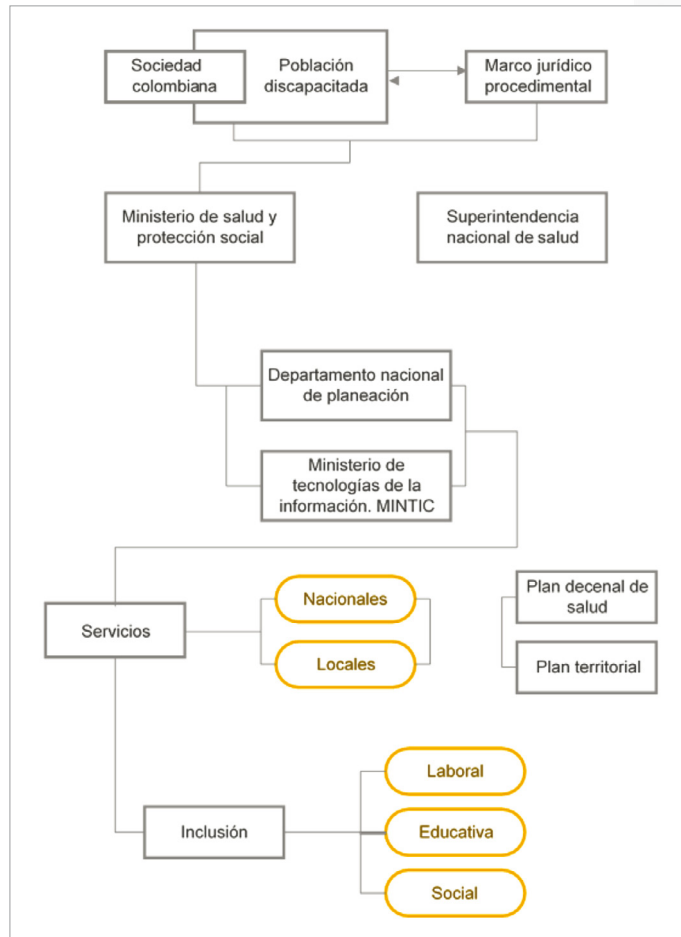 Sociedad
colombiana
Población
discapacitada
Marco jurídico
procedimental
Ministerio de salud y
protección social
Superintendencia
nacional de salud
Departamento nacional
de planeación
Ministerio de
tecnologías de la
información. MINTIC
Servicios
Nacionales
Locales
Plan decenal de
salud
Plan territorial
Inclusión
Laboral
Educativa
Social